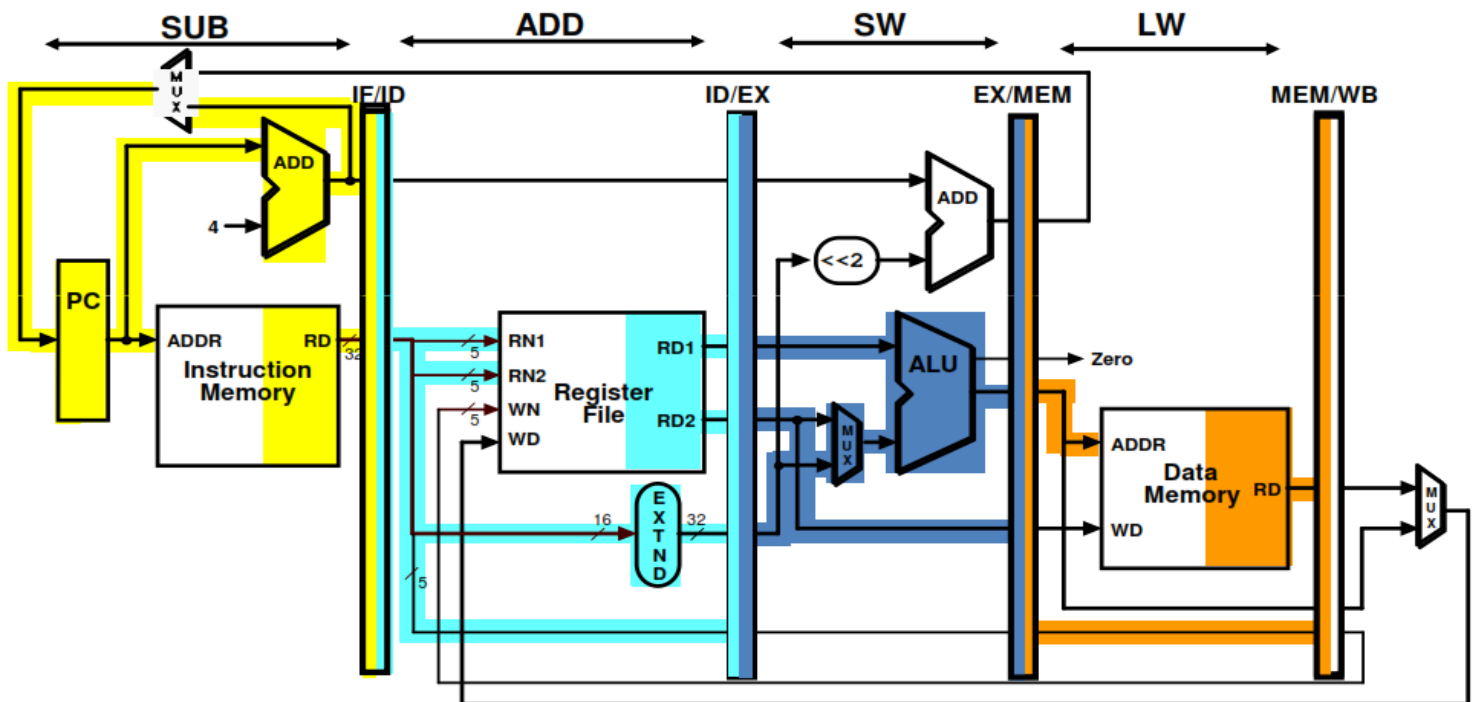 SUB
ADD
SW
LW
MUX
IF/ID
ID/EX
EX/MEM
MEM/WB
ADD
4
ADD
<<2
PC
ADDR
RD
32
Instruction
Memory
RN1
5
RN2
5
WN
5
WD
Register
File
RD1
RD2
ALU
Zero
MUX
ADDR
Data
Memory
RD
WD
MUX
EXTND
16
32
5